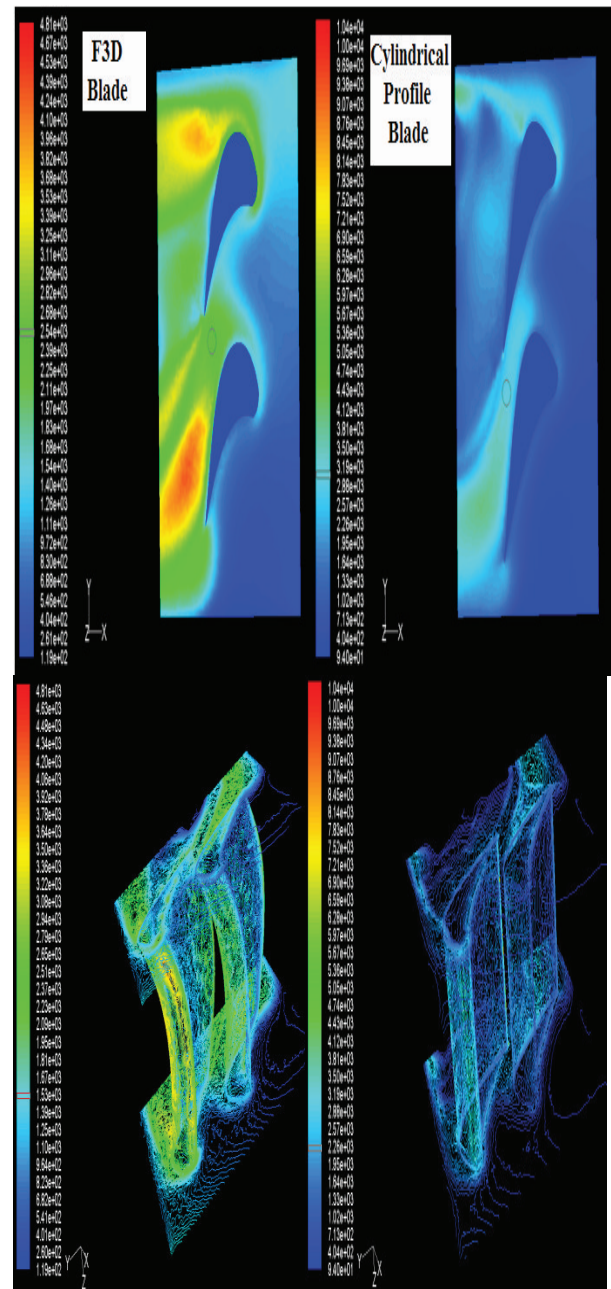 4.81e+03
4.67e+03
4.53e+03
4.39e+03
4.24e+03
4.10e+03
3.96e+03
3.82e+03
3.68e+03
3.53e+03
3.39e+03
3.25e+03
3.10e+03
2.96e+03
2.82e+03
2.68e+03
2.54e+03
2.39e+03
2.25e+03
2.11e+03
1.97e+03
1.83e+03
1.68e+03
1.54e+03
1.40e+03
1.26e+03
1.11e+03
9.72e+02
8.30e+02
6.88e+02
5.46e+02
4.04e+02
2.61e+02
1.19e+02
F3D
Blade
Y
Z X
1.04e+04
1.00e+04
9.69e+03
9.38e+03
9.07e+03
8.76e+03
8.45e+03
8.14e+03
7.83e+03
7.52e+03
7.21e+03
6.90e+03
6.59e+03
6.28e+03
5.97e+03
5.67e+03
5.36e+03
5.05e+03
4.74e+03
4.43e+03
4.12e+03
3.81e+03
3.50e+03
3.19e+03
2.88e+03
2.57e+03
2.26e+03
1.95e+03
1.64e+03
1.33e+03
1.02e+03
7.13e+02
4.04e+02
9.40e+01
Cylindrical
Profile
Blade
Y
Z X
4.81e+03
4.63e+03
4.48e+03
4.34e+03
4.20e+03
4.06e+03
3.92e+03
3.78e+03
3.64e+03
3.50e+03
3.36e+03
3.22e+03
3.08e+03
2.94e+03
2.79e+03
2.65e+03
2.51e+03
2.37e+03
2.23e+03
2.09e+03
1.95e+03
1.81e+03
1.67e+03
1.53e+03
1.39e+03
1.25e+03
1.10e+03
9.64e+02
8.23e+02
6.82e+02
5.41e+02
4.01e+02
2.60e+02
1.19e+02
Y X
Z
1.04e+04
1.00e+04
9.69e+03
9.38e+03
9.07e+03
8.76e+03
8.45e+03
8.14e+03
7.83e+03
7.52e+03
7.21e+03
6.90e+03
6.59e+03
6.28e+03
5.97e+03
5.67e+03
5.36e+03
5.05e+03
4.74e+03
4.43e+03
4.12e+03
3.81e+03
3.50e+03
3.19e+03
2.88e+03
2.57e+03
2.26e+03
1.95e+03
1.64e+03
1.33e+03
1.02e+03
7.13e+02
4.04e+02
9.40e+01
Y X
Z